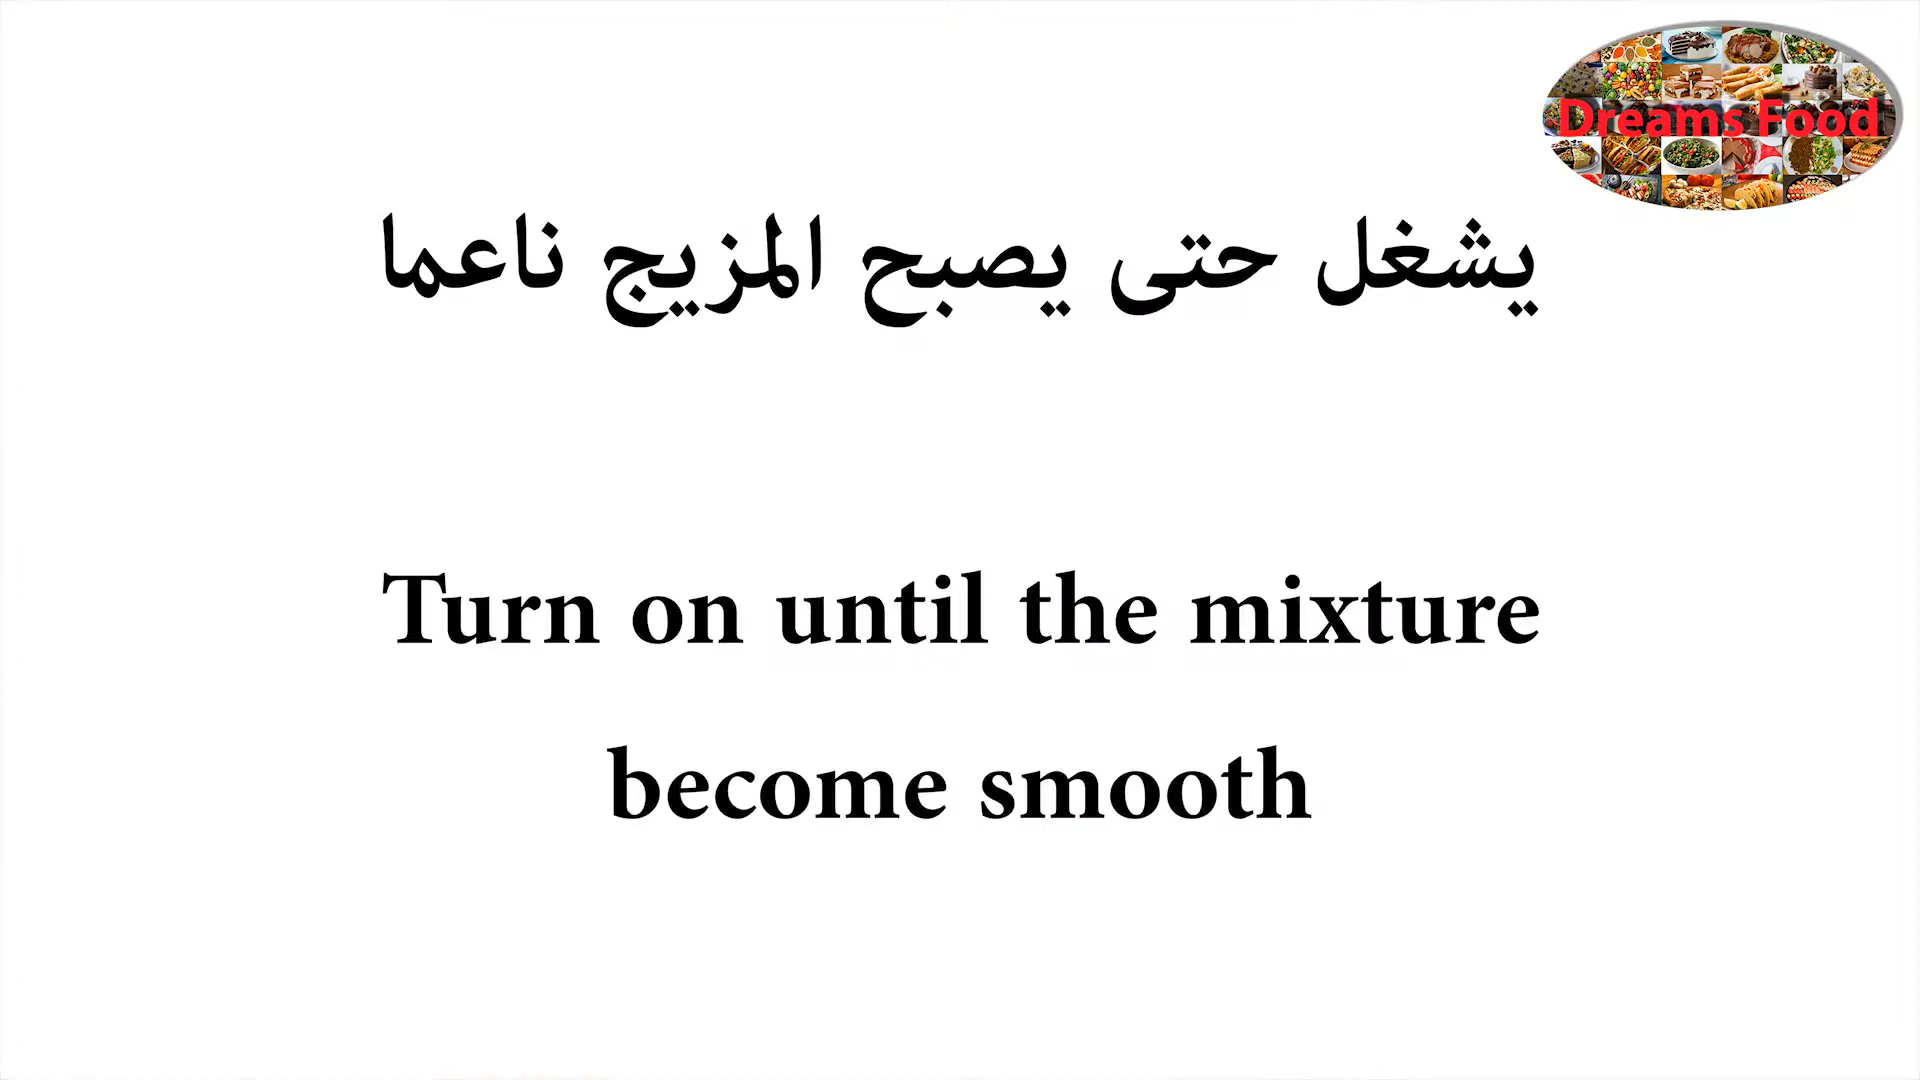 Dreams Food
يشغل حتى يصبح المزيج ناعما
Turn on until the mixture
become smooth